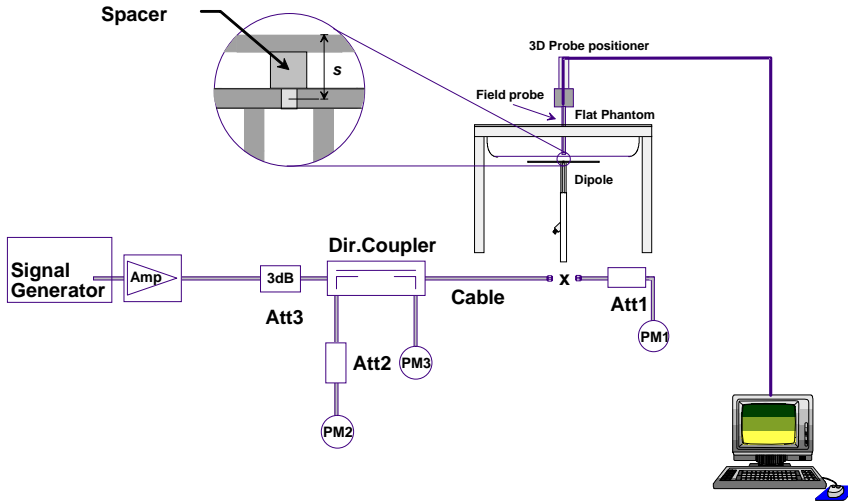 Spacer
s
3D Probe positioner
Field probe
Flat Phantom
Dipole
Dir.Coupler
Signal
Generator
Amp
3dB
Cable
x
Att1
Att3
PM1
Att2
PM3
PM2